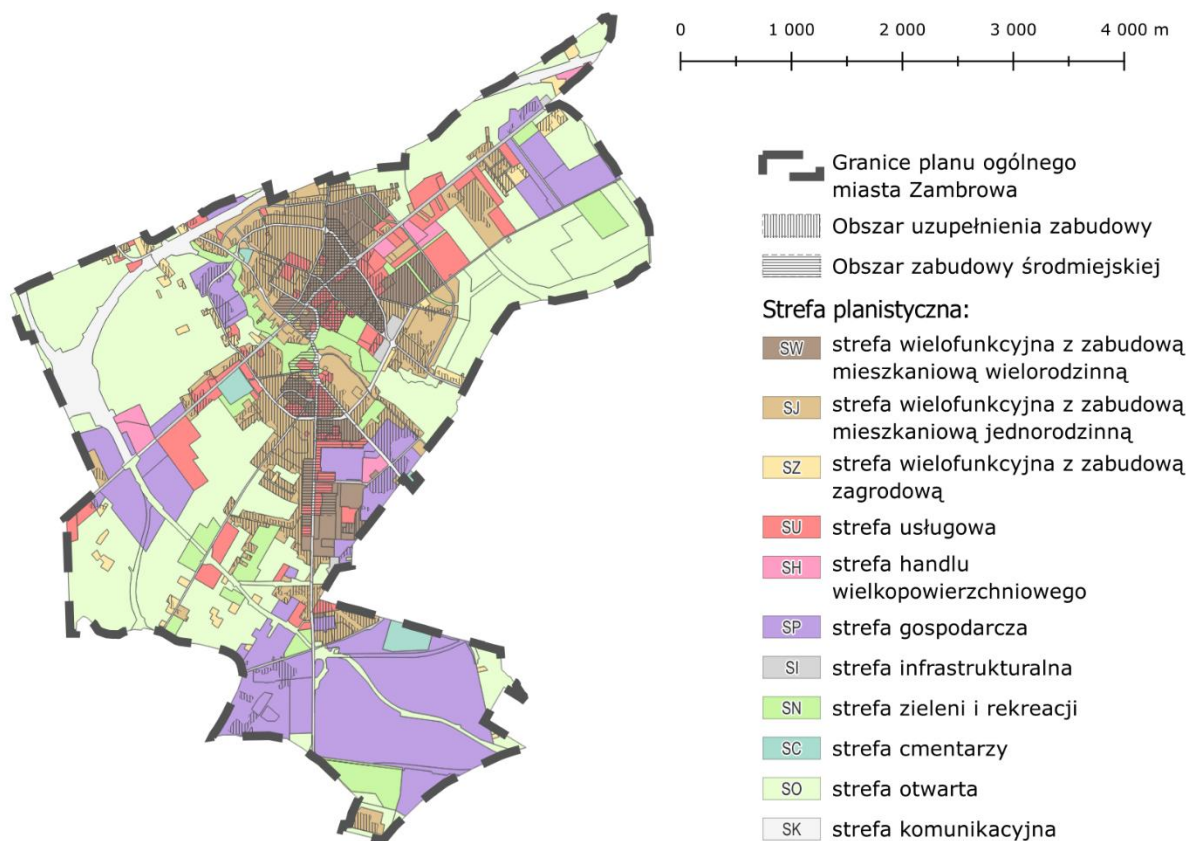 0 1 000 2 000 3 000 4 000 m
Granice planu ogólnego
miasta Zambrowa
Obszar uzupełnienia zabudowy
Obszar zabudowy śródmiejskiej
Strefa planistyczna:
SW strefa wielofunkcyjna z zabudową
mieszkaniową wielorodzinną
SJ strefa wielofunkcyjna z zabudową
mieszkaniową jednorodzinną
SZ strefa wielofunkcyjna z zabudową
zagrodową
SU strefa usługowa
SH strefa handlu
wielkopowierzchniowego
SP strefa gospodarcza
SI strefa infrastrukturalna
SN strefa zieleni i rekreacji
SC strefa cmentarzy
SO strefa otwarta
SK strefa komunikacyjna